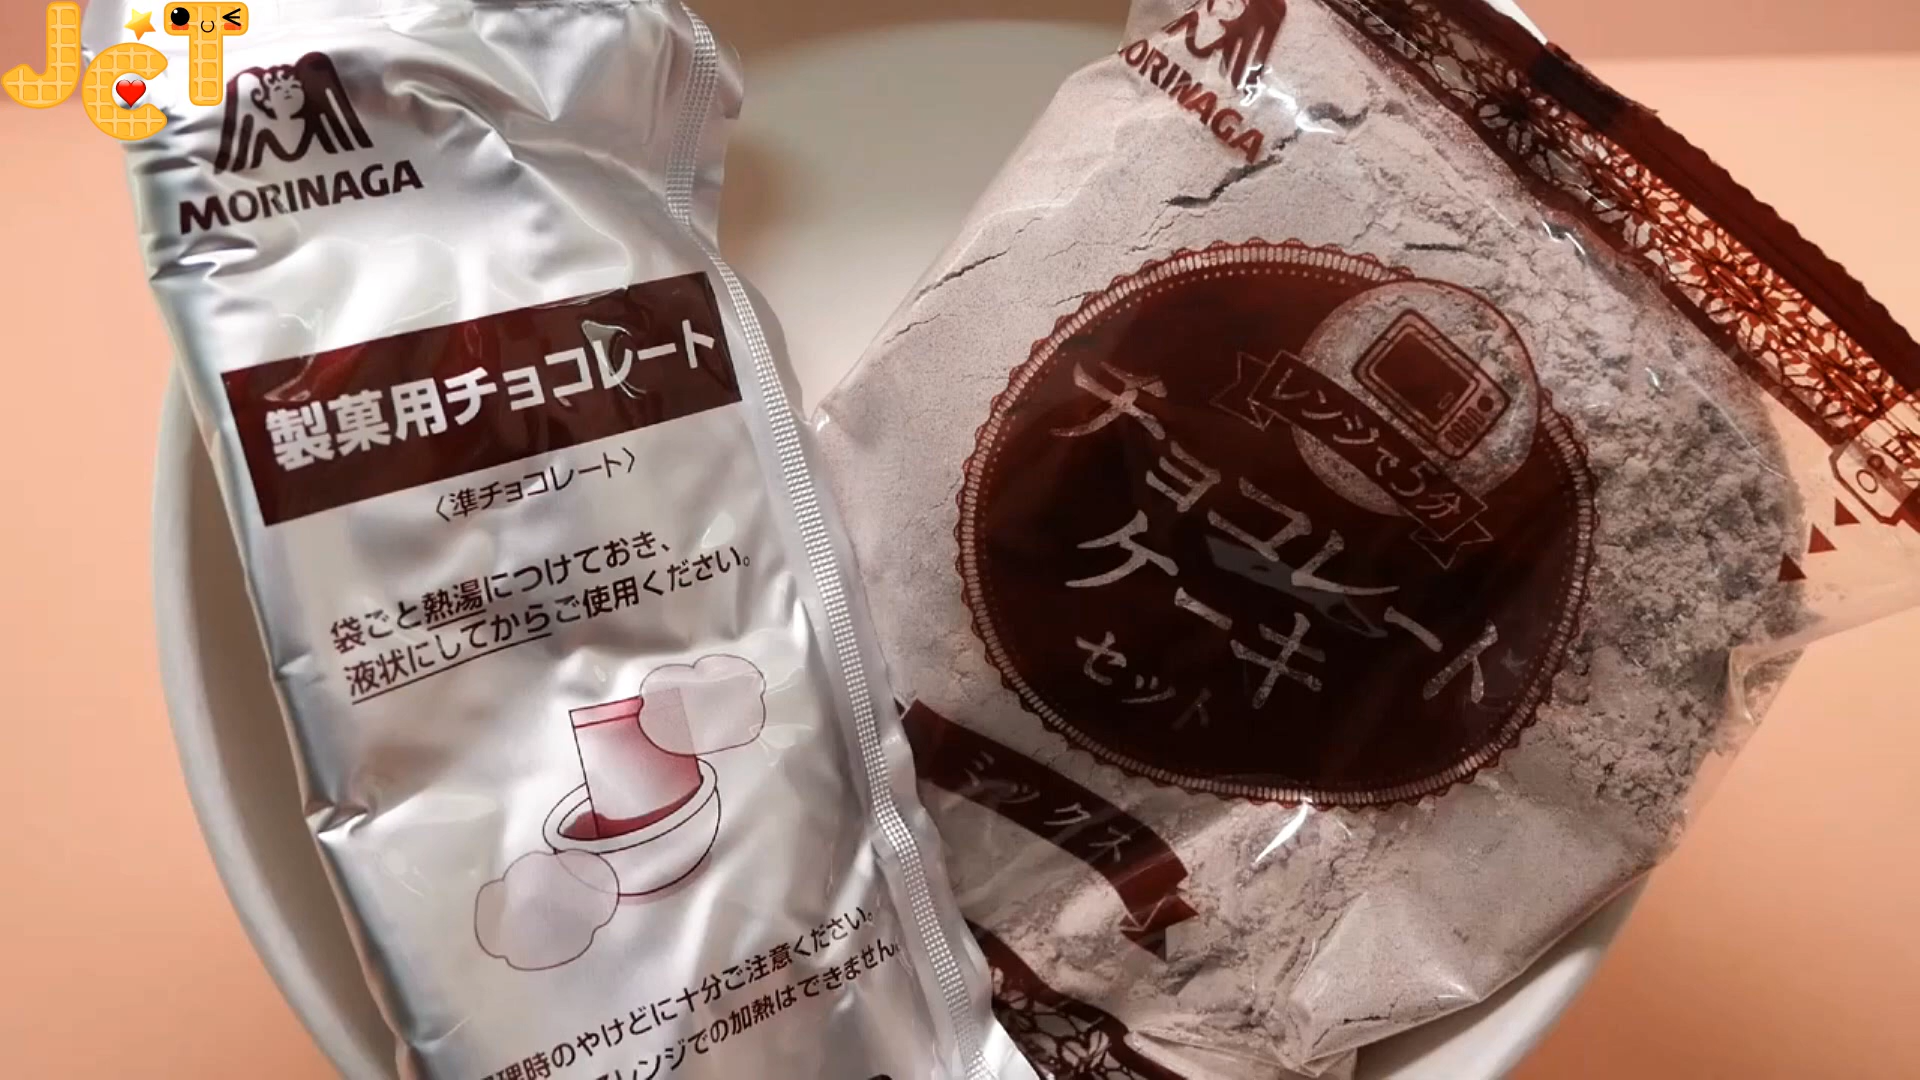 JCT
MORINAGA
製菓用チョコレート
〈準チョコレート〉
袋ごと熱湯につけておき、
液状にしてからご使用ください。
理時のやけどに十分ご注意ください。
レンジでの加熱はできません。
MORINAGA
レンジで5分
チョコレート
ケーキ
セット
ミックス
OPEN